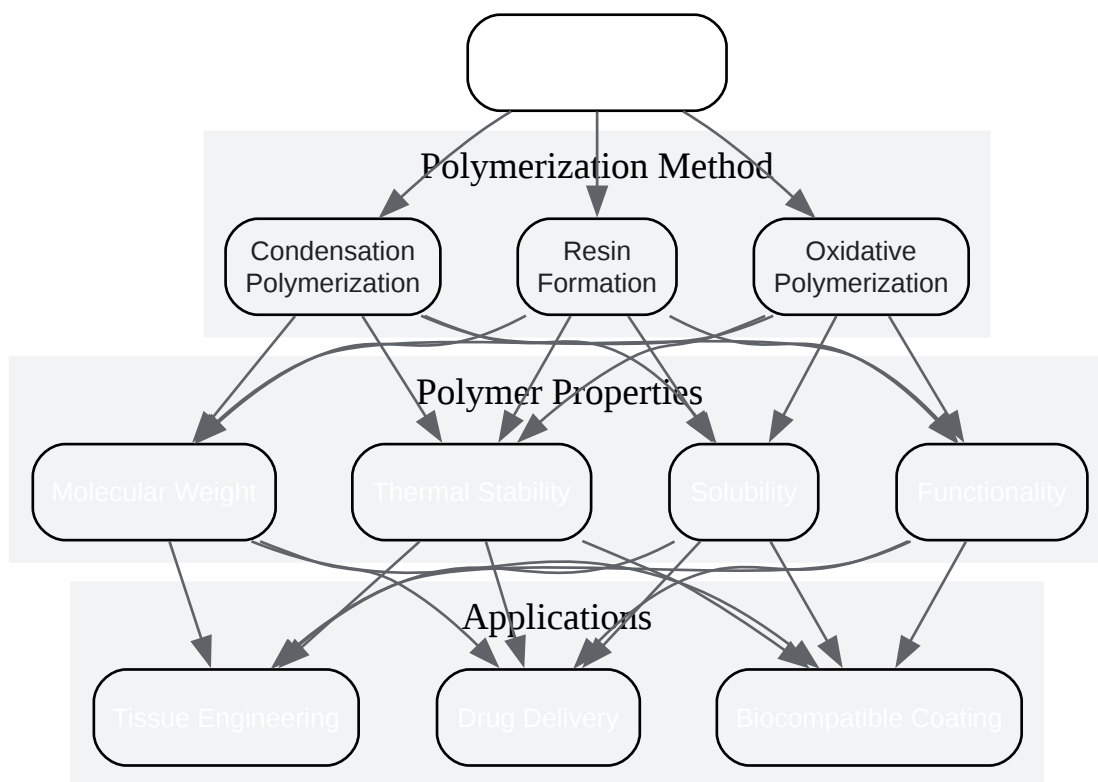 Polymerization Method
Condensation
Polymerization
Resin
Formation
Oxidative
Polymerization
Polymer Properties
Molecular Weight
Thermal Stability
Solubility
Functionality
Applications
Tissue Engineering
Drug Delivery
Biocompatible Coating